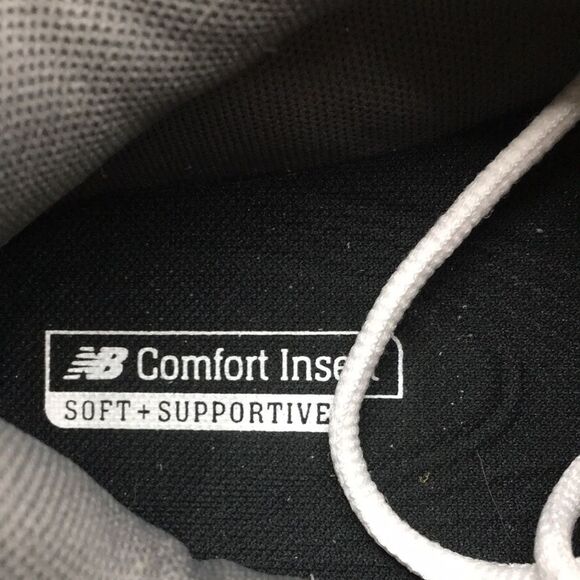 NB Comfort Inse
SOFT + SUPPORTIVE